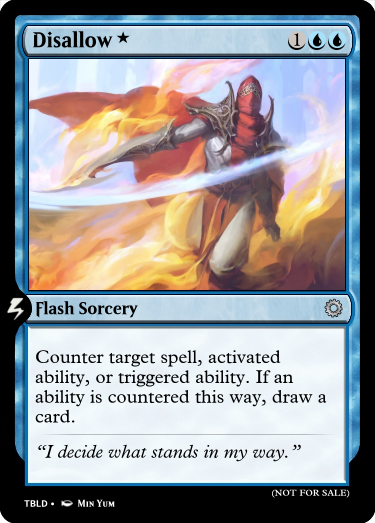 Disallow ★ 1
Flash Sorcery
Counter target spell, activated
ability, or triggered ability. If an
ability is countered this way, draw a
card.
“I decide what stands in my way.”
(NOT FOR SALE)
TBLD • Min Yum